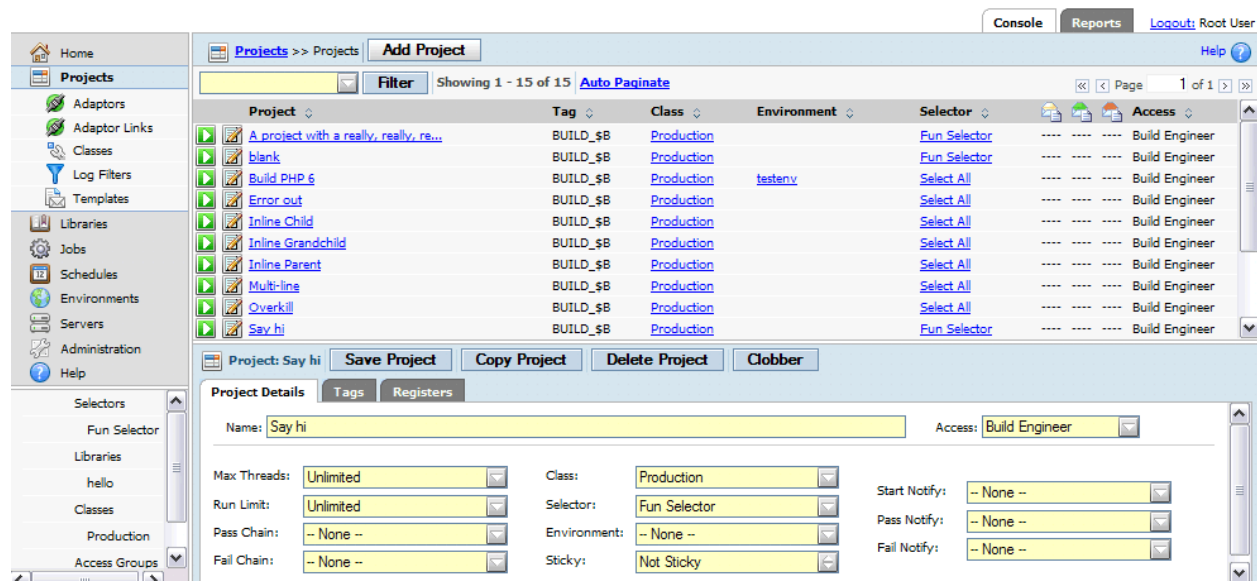 Console Reports Logout: Root User
Home
Projects >> Projects Add Project Help
Projects
Adaptors
Adaptor Links
Classes
Log Filters
Templates
Libraries
Jobs
Schedules
Environments
Servers
Administration
Help
Selectors
Fun Selector
Libraries
hello
Classes
Production
Access Groups
Filter Showing 1 - 15 of 15 Auto Paginate Page 1 of 1
Project Tag Class Environment Selector Access
A project with a really, really, re... BUILD_$B Production Fun Selector ---- ---- ---- Build Engineer
blank BUILD_$B Production Fun Selector ---- ---- ---- Build Engineer
Build PHP 6 BUILD_$B Production testenv Select All ---- ---- ---- Build Engineer
Error out BUILD_$B Production Select All ---- ---- ---- Build Engineer
Inline Child BUILD_$B Production Select All ---- ---- ---- Build Engineer
Inline Grandchild BUILD_$B Production Select All ---- ---- ---- Build Engineer
Inline Parent BUILD_$B Production Select All ---- ---- ---- Build Engineer
Multi-line BUILD_$B Production Select All ---- ---- ---- Build Engineer
Overkill BUILD_$B Production Select All ---- ---- ---- Build Engineer
Say hi BUILD_$B Production Fun Selector ---- ---- ---- Build Engineer
Project: Say hi Save Project Copy Project Delete Project Clobber
Project Details Tags Registers
Name: Say hi Access: Build Engineer
Max Threads: Unlimited Class: Production
Start Notify: -- None --
Run Limit: Unlimited Selector: Fun Selector
Pass Notify: -- None --
Pass Chain: -- None -- Environment: -- None --
Fail Notify: -- None --
Fail Chain: -- None -- Sticky: Not Sticky